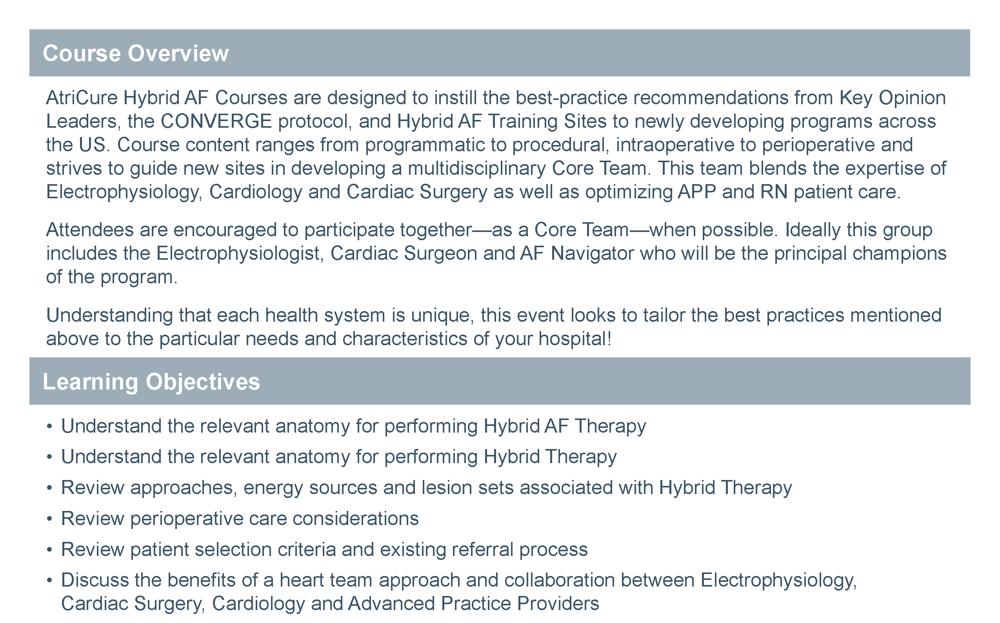 Course Overview
AtriCure Hybrid AF Courses are designed to instill the best-practice recommendations from Key Opinion
Leaders, the CONVERGE protocol, and Hybrid AF Training Sites to newly developing programs across
the US. Course content ranges from programmatic to procedural, intraoperative to perioperative and
strives to guide new sites in developing a multidisciplinary Core Team. This team blends the expertise of
Electrophysiology, Cardiology and Cardiac Surgery as well as optimizing APP and RN patient care.
Attendees are encouraged to participate together—as a Core Team—when possible. Ideally this group
includes the Electrophysiologist, Cardiac Surgeon and AF Navigator who will be the principal champions
of the program.
Understanding that each health system is unique, this event looks to tailor the best practices mentioned
above to the particular needs and characteristics of your hospital!
Learning Objectives
• Understand the relevant anatomy for performing Hybrid AF Therapy
• Understand the relevant anatomy for performing Hybrid Therapy
• Review approaches, energy sources and lesion sets associated with Hybrid Therapy
• Review perioperative care considerations
• Review patient selection criteria and existing referral process
• Discuss the benefits of a heart team approach and collaboration between Electrophysiology,
Cardiac Surgery, Cardiology and Advanced Practice Providers